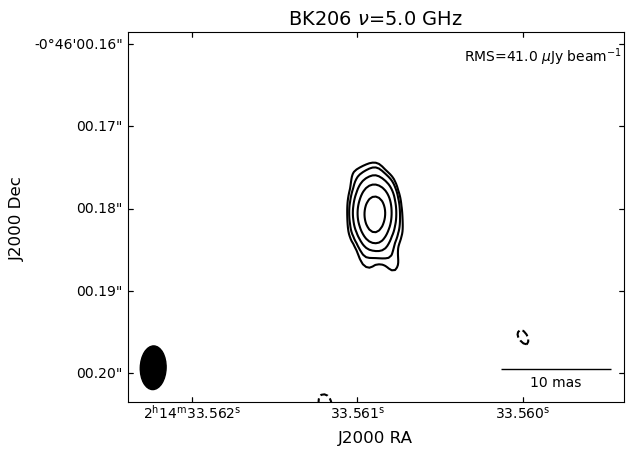 BK206 ν=5.0 GHz
-0°46'00.16"
RMS=41.0 μJy beam⁻¹
00.17"
00.18"
00.19"
00.20"
J2000 Dec
10 mas
2ʰ14ᵐ33.562ˢ
33.561ˢ
33.560ˢ
J2000 RA